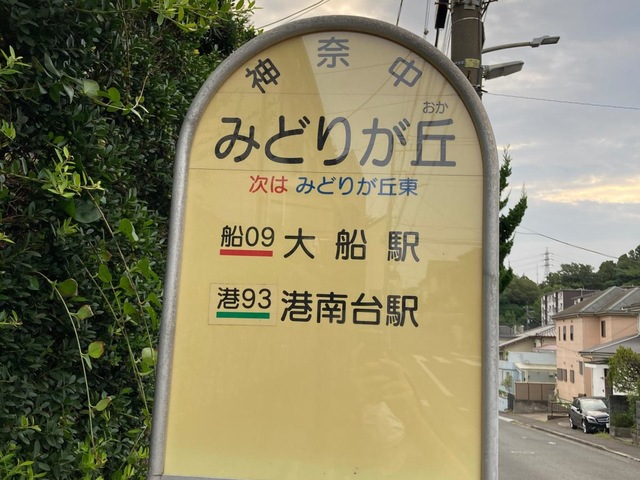 神奈中
おか
みどりが丘
次は みどりが丘東
船09 大船駅
港93 港南台駅